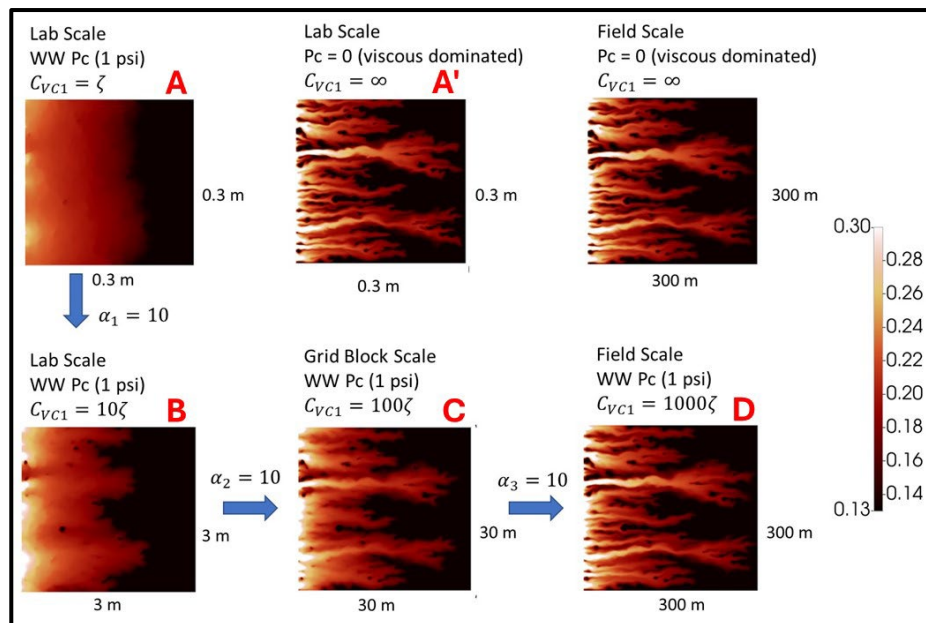 Lab Scale
WW Pc (1 psi)
C_VC1 = ζ
A
0.3 m
0.3 m
Lab Scale
Pc = 0 (viscous dominated)
C_VC1 = ∞
A'
0.3 m
0.3 m
Field Scale
Pc = 0 (viscous dominated)
C_VC1 = ∞
300 m
300 m
α₁ = 10
Lab Scale
WW Pc (1 psi)
C_VC1 = 10ζ
B
3 m
3 m
α₂ = 10
Grid Block Scale
WW Pc (1 psi)
C_VC1 = 100ζ
C
30 m
30 m
α₃ = 10
Field Scale
WW Pc (1 psi)
C_VC1 = 1000ζ
D
300 m
300 m
0.30
0.28
0.26
0.24
0.22
0.20
0.18
0.16
0.14
0.13